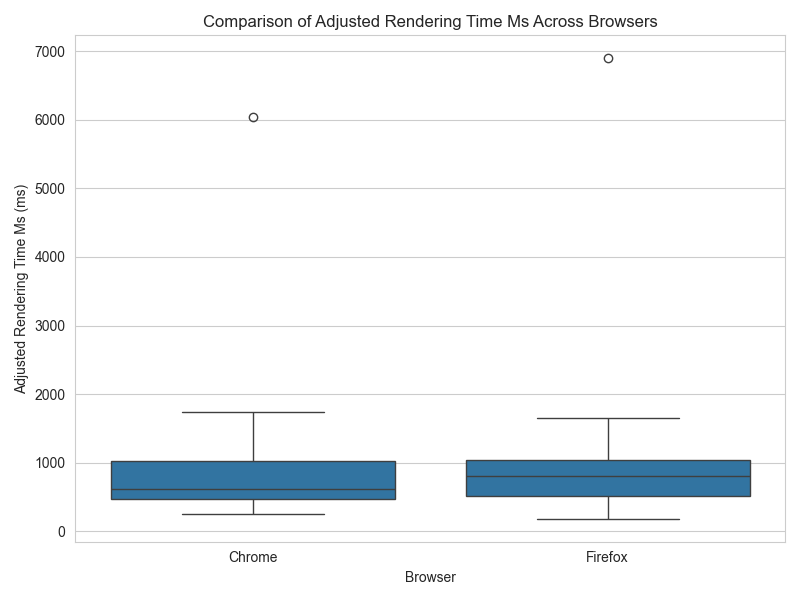 Comparison of Adjusted Rendering Time Ms Across Browsers
Adjusted Rendering Time Ms (ms)
7000
6000
5000
4000
3000
2000
1000
0
Chrome
Firefox
Browser